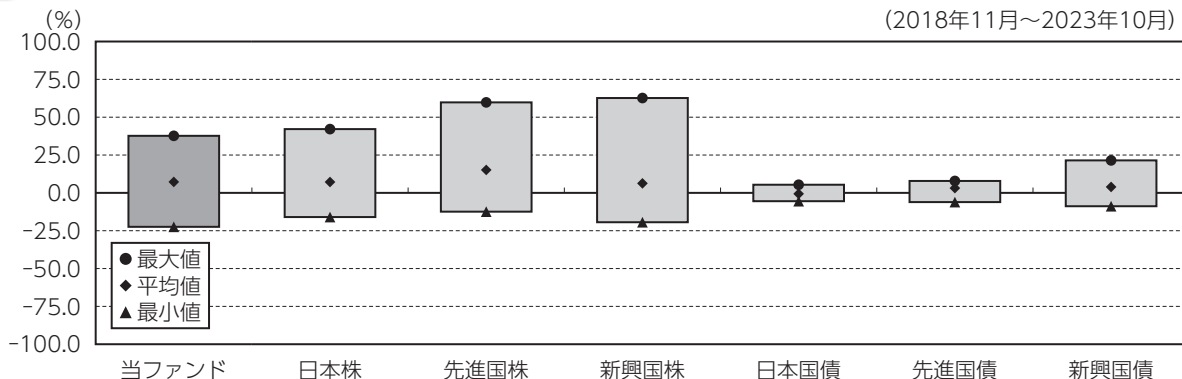 (%)
(2018年11月～2023年10月)
100.0
75.0
50.0
25.0
0.0
-25.0
-50.0
-75.0
-100.0
●最大値
◆平均値
▲最小値
当ファンド 日本株 先進国株 新興国株 日本国債 先進国債 新興国債